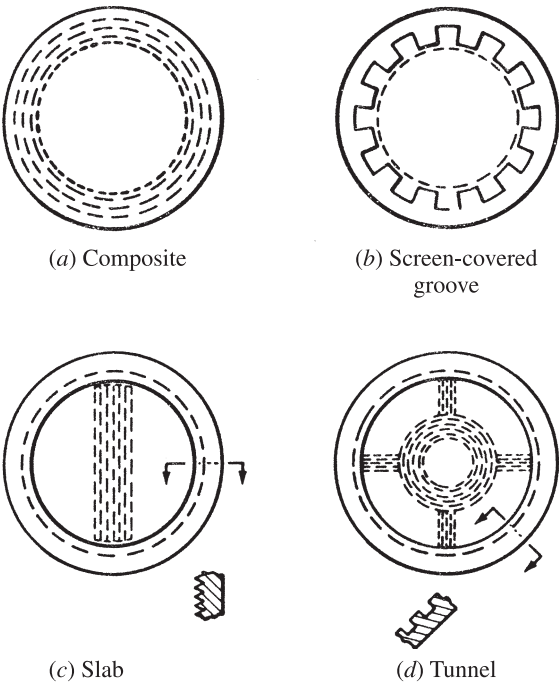 (a) Composite
(b) Screen-covered
groove
(c) Slab
(d) Tunnel